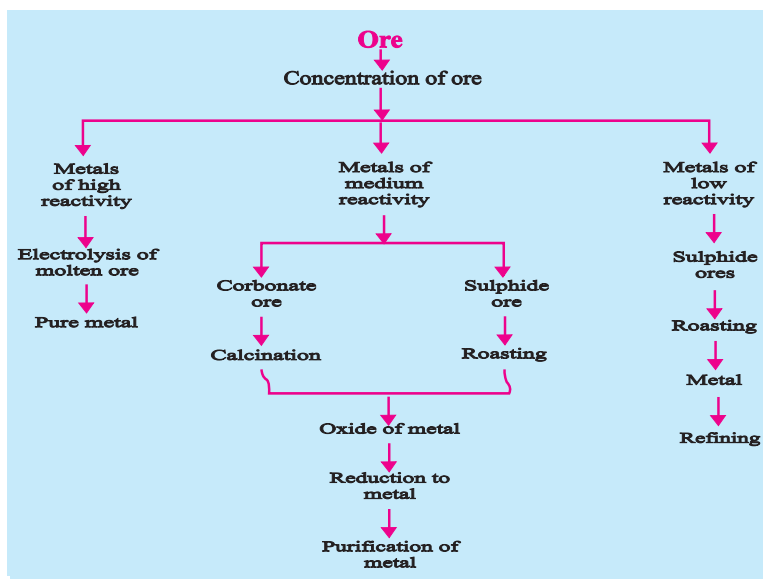 Ore
Concentration of ore
Metals
of high
reactivity
Electrolysis of
molten ore
Pure metal
Metals of
medium
reactivity
Corbonate
ore
Calcination
Sulphide
ore
Roasting
Oxide of metal
Reduction to
metal
Purification of
metal
Metals of
low
reactivity
Sulphide
ores
Roasting
Metal
Refining